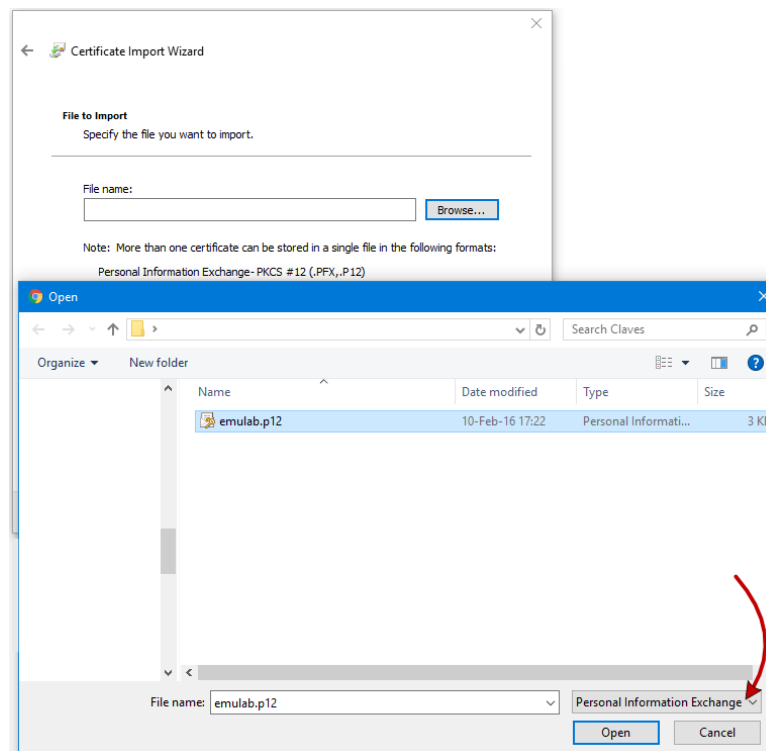 Certificate Import Wizard
File to Import
Specify the file you want to import.
File name:
Browse...
Note: More than one certificate can be stored in a single file in the following formats:
Personal Information Exchange- PKCS #12 (.PFX,.P12)
Open
Search Claves
Organize New folder
Name Date modified Type Size
emulab.p12 10-Feb-16 17:22 Personal Informati... 3
File name: emulab.p12 Personal Information Exchange
Open Cancel